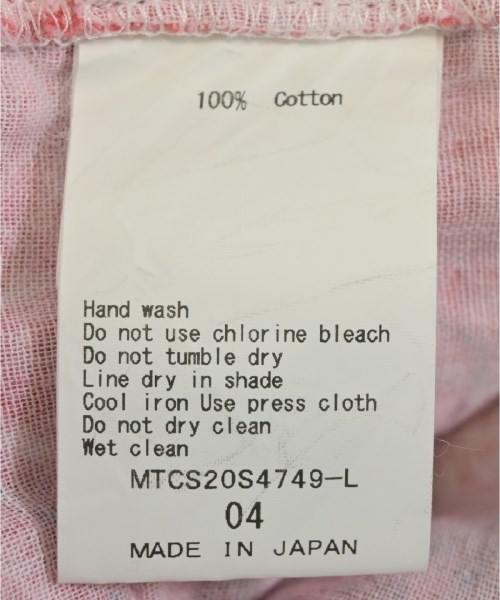 100% Cotton
Hand wash
Do not use chlorine bleach
Do not tumble dry
Line dry in shade
Cool iron Use press cloth
Do not dry clean
Wet clean
MTCS20S4749-L
04
MADE IN JAPAN